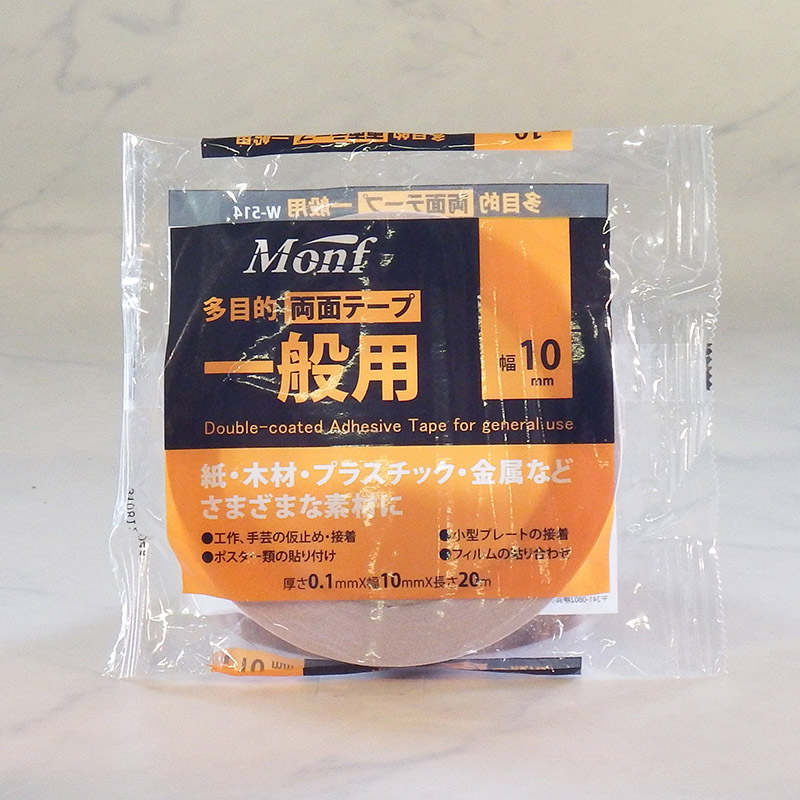 多目的 両面テープ 一般用 W-514
Monf
多目的 両面テープ
一般用
幅 10 mm
Double-coated Adhesive Tape for general use
紙・木材・プラスチック・金属など
さまざまな素材に
●工作、手芸の仮止め・接着
●小型プレートの接着
●ポスター類の貼り付け
●フィルムの貼り合わせ
厚さ0.1mmX幅10mmX長さ20m